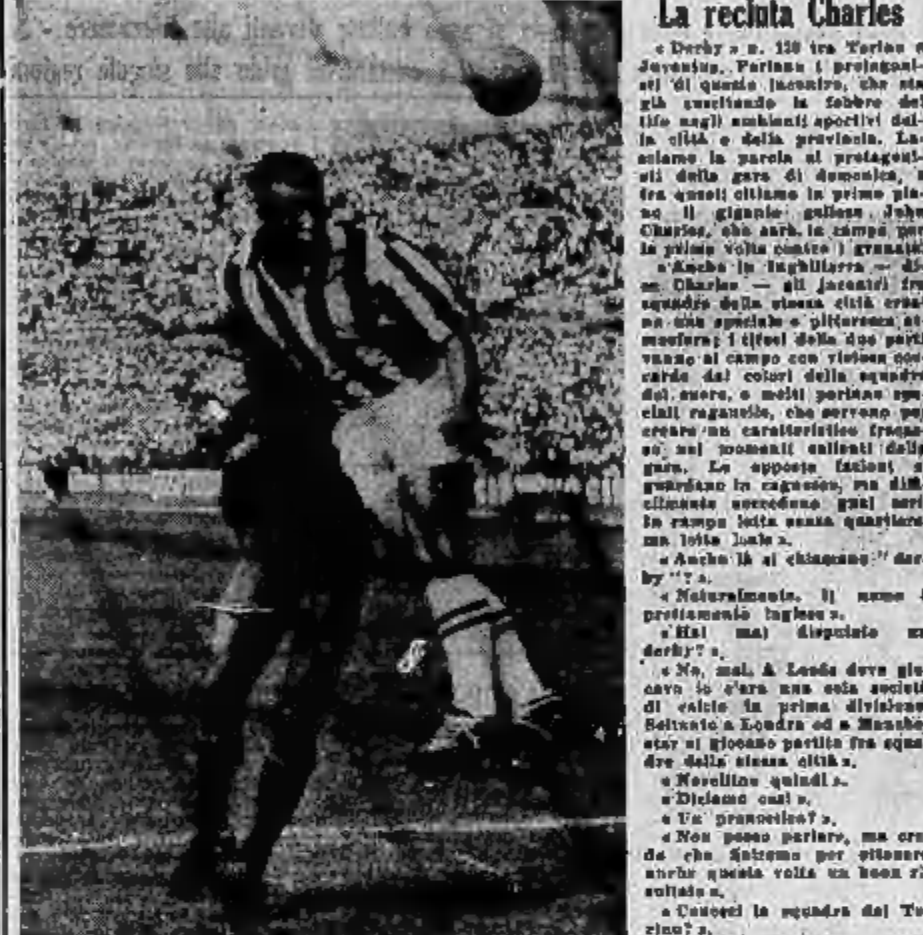 La recluta Charles
« Derby » n. 120 tra Torino e
Juventus. Parlano i protagoni-
sti di questo incontro, che sta
già suscitando la febbre del
tifo negli ambienti sportivi del-
la città e della provincia. La-
sciamo la parola ai protagoni-
sti della gara di domenica, e
fra questi citiamo in primo pia-
no il gigante gallese John
Charles, che sarà in campo per
la prima volta contro i granata.
« Anche in Inghilterra — di-
ce Charles — gli incontri fra
squadre della stessa città crea-
no una speciale e pittoresca at-
mosfera; i tifosi delle due parti
vanno al campo con vistose coc-
carde dai colori della squadra
del cuore, e molti portano spe-
ciali raganelle, che servono per
creare un caratteristico fracas-
so nei momenti salienti della
gara. Le opposte fazioni si
guardano in cagnesco, ma diffi-
cilmente succedono guai seri.
In campo lotta senza quartiere,
ma lotta leale ».
« Anche là si chiamano " der-
by " ? ».
« Naturalmente. Il nome è
prettamente inglese ».
« Hai mai disputato un
derby? ».
« No, mai. A Leeds dove gio-
cavo io c'era una sola società
di calcio in prima divisione.
Soltanto a Londra ed a Manche-
ster si giocano partite fra squa-
dre della stessa città ».
« Novellino quindi ».
« Diciamo così ».
« Un pronostico? ».
« Non posso parlare, ma cre-
do che faremo per ottenere
anche questa volta un buon ri-
sultato ».
« Conosci la squadra del To-
rino? ».